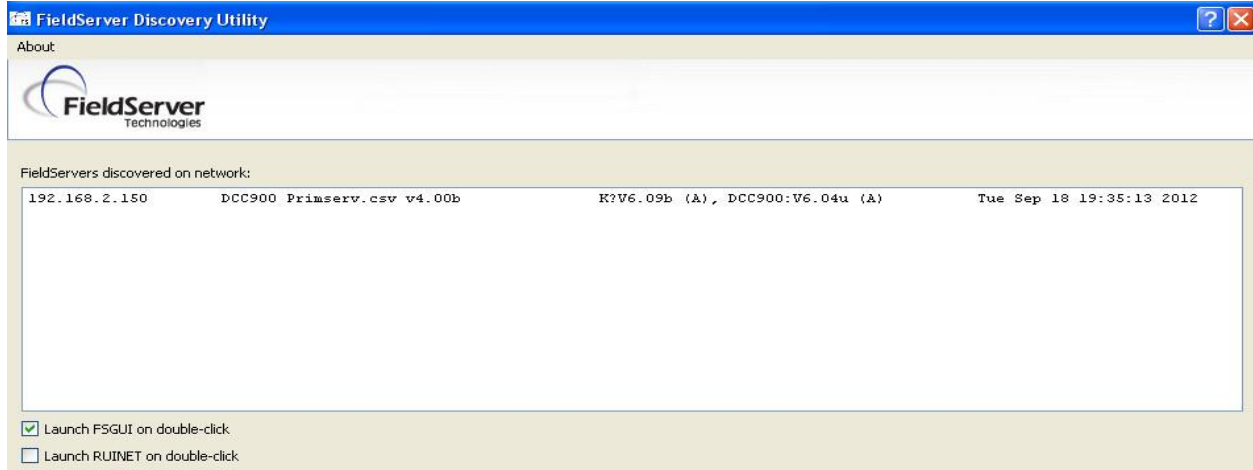 FieldServer Discovery Utility
About
FieldServer
Technologies
FieldServers discovered on network:
192.168.2.150 DCC900 Primserv.csv v4.00b K?V6.09b (A), DCC900:V6.04u (A) Tue Sep 18 19:35:13 2012
Launch FSGUI on double-click
Launch RUINET on double-click